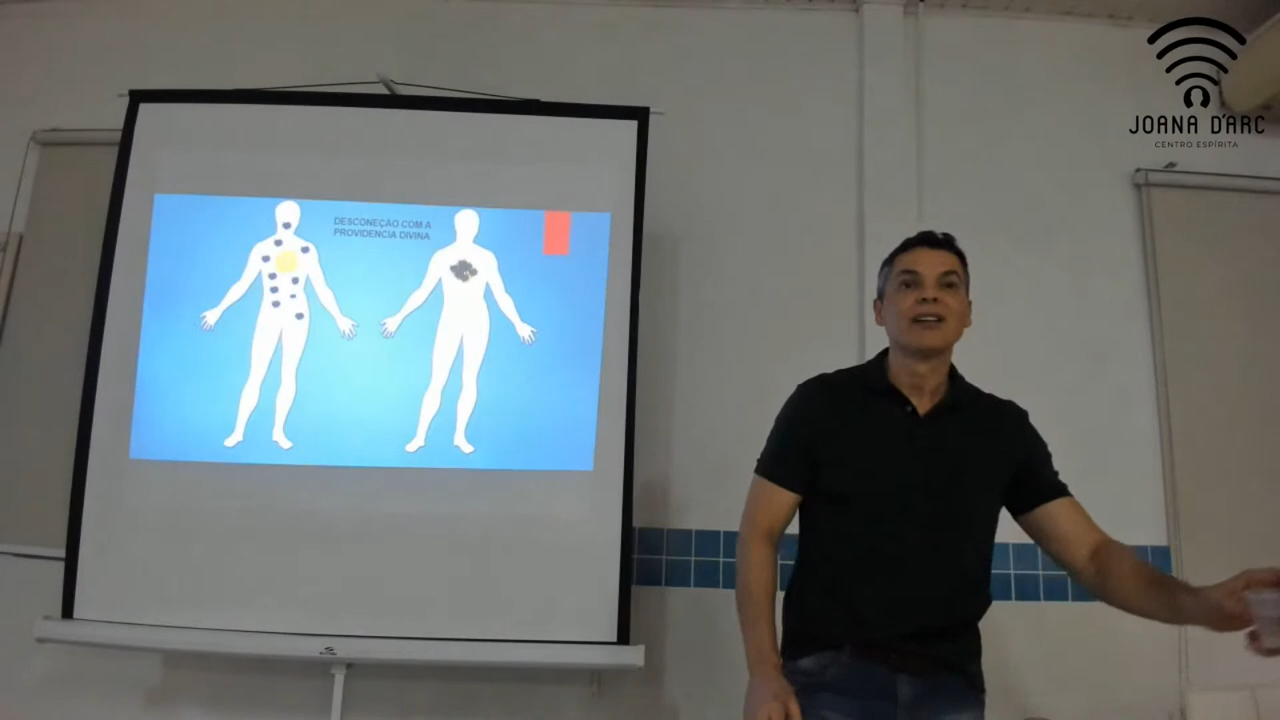 DESCONEÇÃO COM A
PROVIDENCIA DIVINA
JOANA D'ARC
CENTRO ESPÍRITA